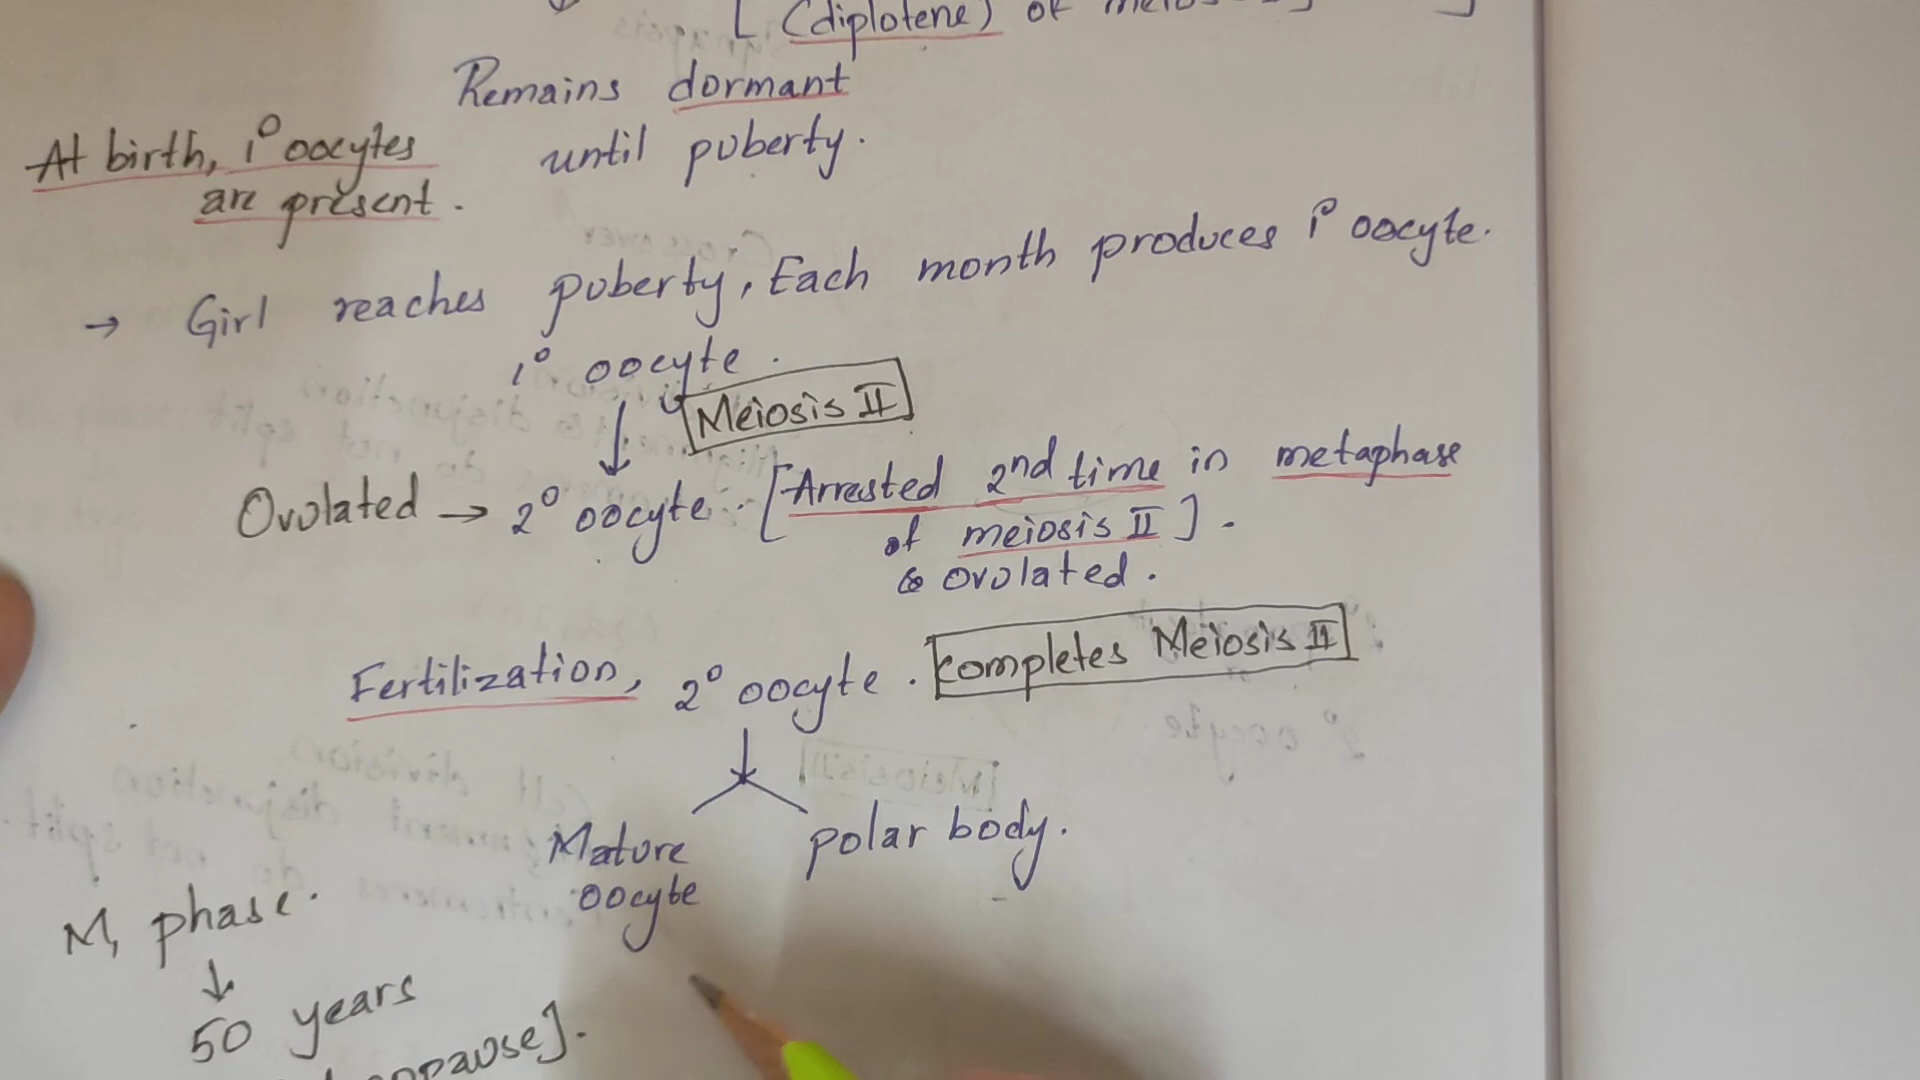 [ (diplotene) of
Remains dormant
until puberty.
At birth, 1° oocytes
are present.
→ Girl reaches puberty, Each month produces 1° oocyte.
1° oocyte.
Meiosis II
Ovulated → 2° oocyte. [Arrested 2nd time in metaphase
of meiosis II].
& ovulated.
Fertilization, 2° oocyte. completes Meiosis II
Mature
oocyte
polar body.
M, phase.
↓
50 years